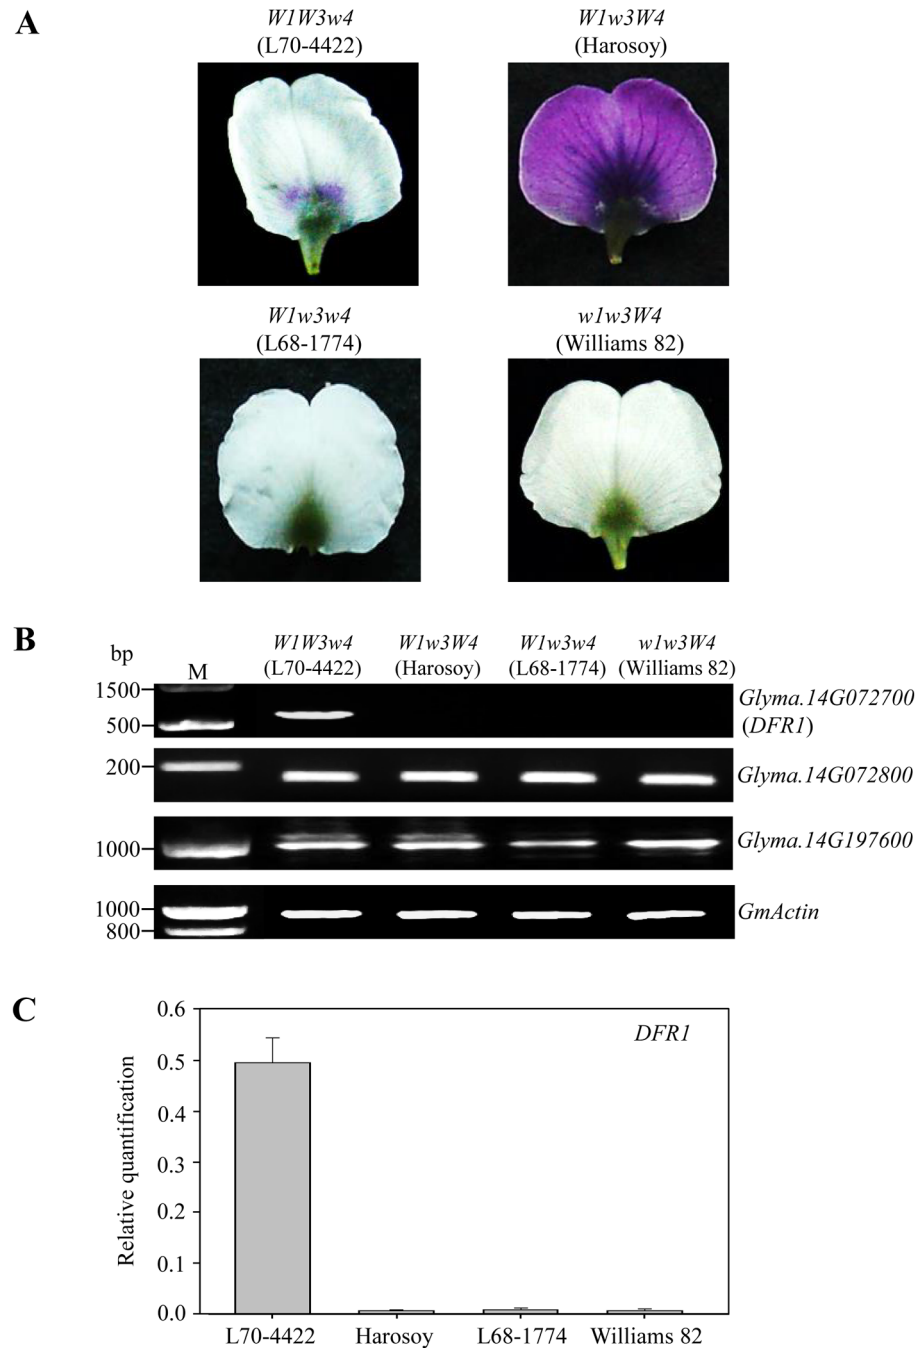 A
W1W3w4
(L70-4422)
W1w3W4
(Harosoy)
W1w3w4
(L68-1774)
w1w3W4
(Williams 82)
B
bp
M
W1W3w4
(L70-4422)
W1w3W4
(Harosoy)
W1w3w4
(L68-1774)
w1w3W4
(Williams 82)
1500
500
Glyma.14G072700
(DFR1)
200
Glyma.14G072800
1000
Glyma.14G197600
1000
800
GmActin
C
Relative quantification
0.6
0.5
0.4
0.3
0.2
0.1
0.0
DFR1
L70-4422
Harosoy
L68-1774
Williams 82